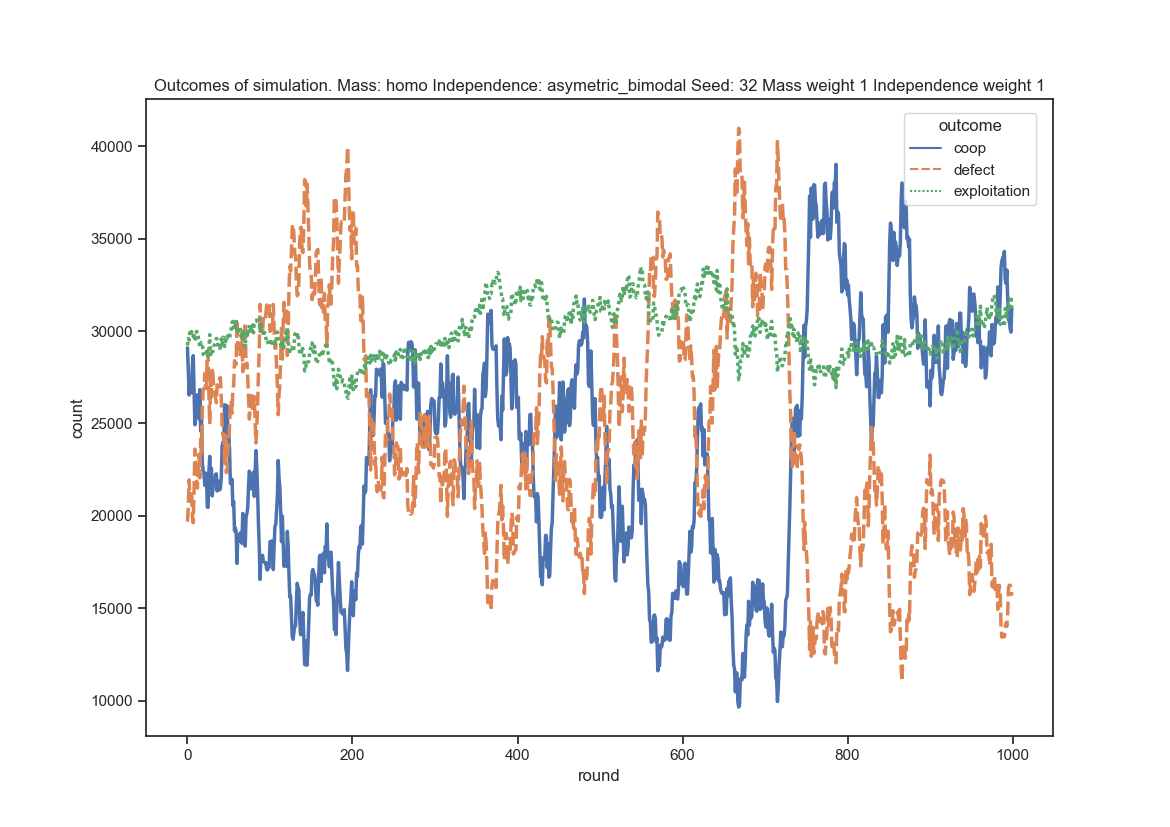 Outcomes of simulation. Mass: homo Independence: asymetric_bimodal Seed: 32 Mass weight 1 Independence weight 1
outcome
coop
defect
exploitation
count
40000
35000
30000
25000
20000
15000
10000
0 200 400 600 800 1000
round